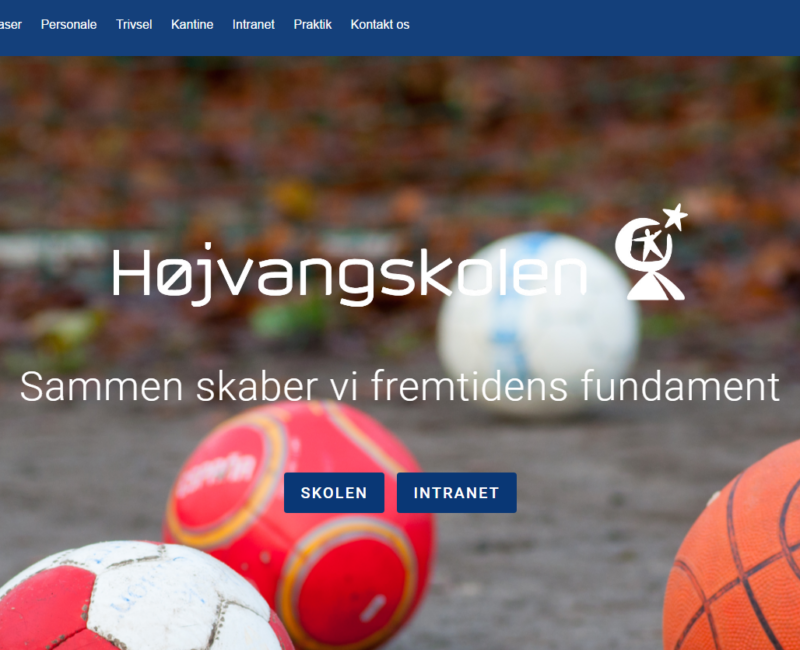 aser Personale Trivsel Kantine Intranet Praktik Kontakt os
Højvangskolen
Sammen skaber vi fremtidens fundament
SKOLEN INTRANET